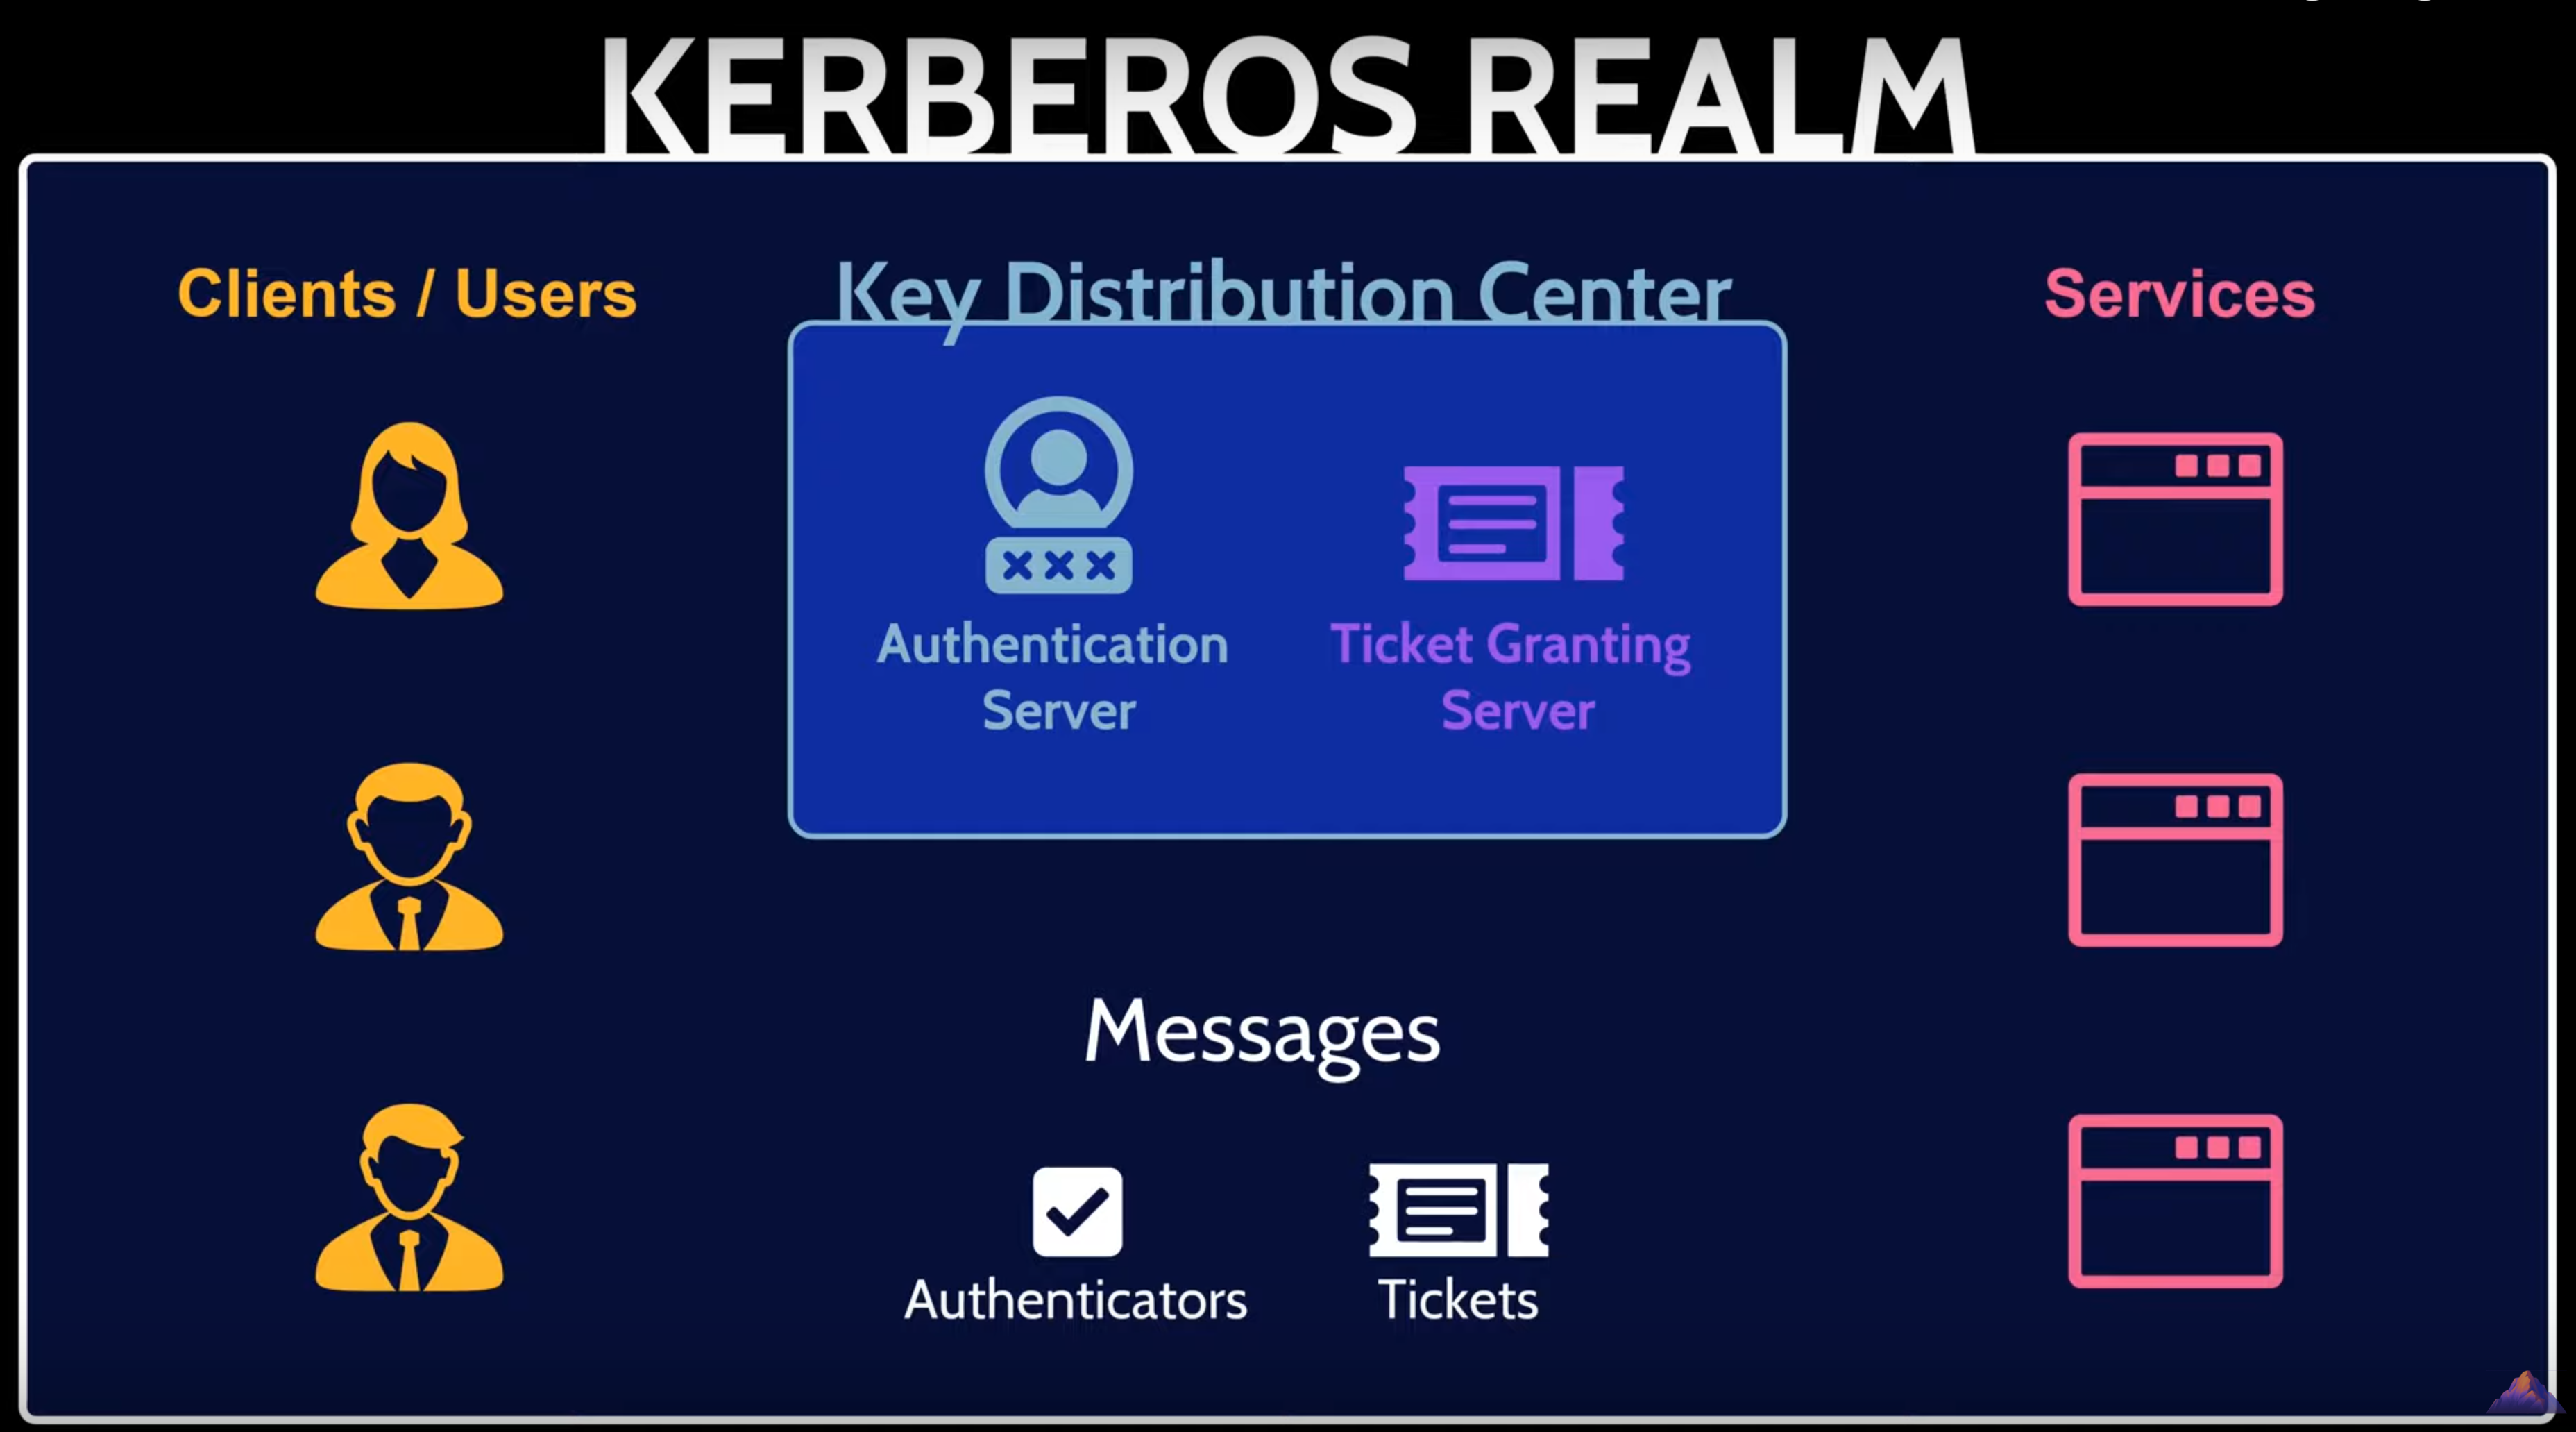 KERBEROS REALM
Clients / Users
Key Distribution Center
Services
Authentication
Server
Ticket Granting
Server
Messages
Authenticators
Tickets